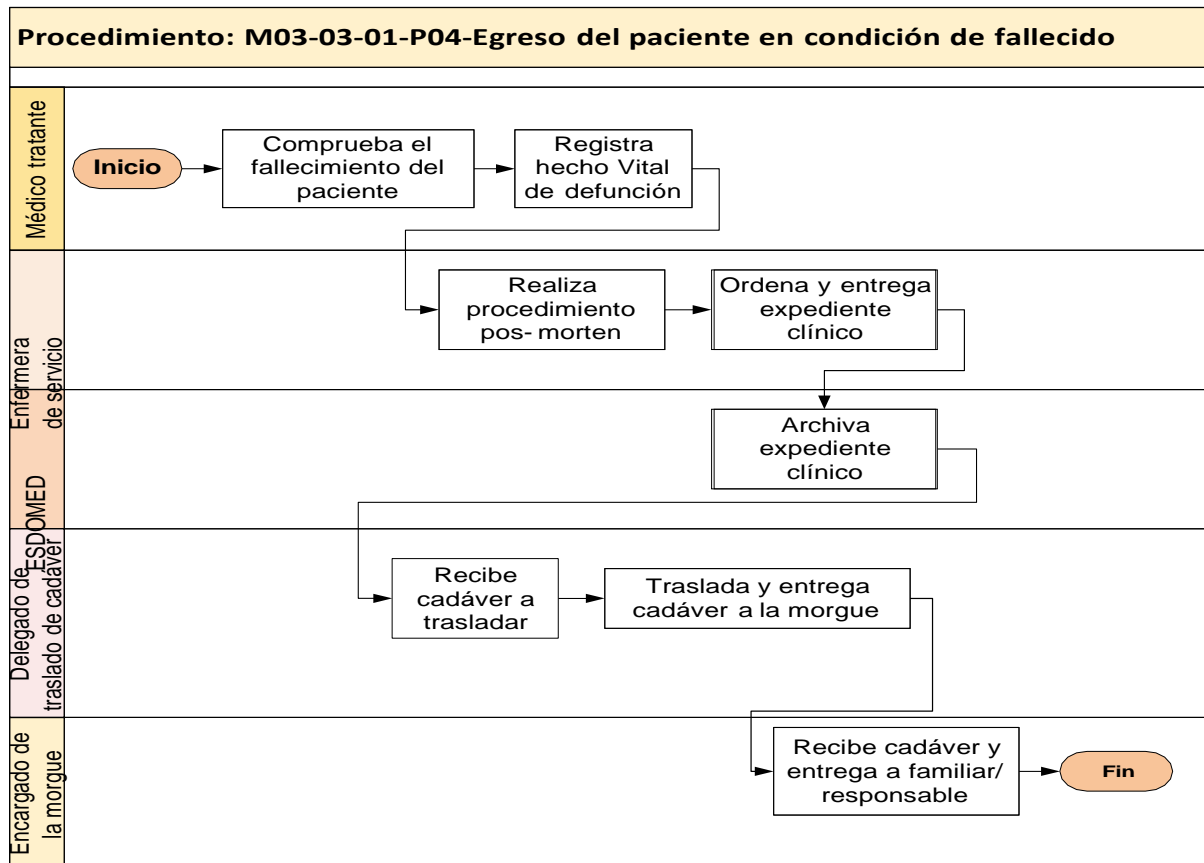 Procedimiento: M03-03-01-P04-Egreso del paciente en condición de fallecido
Médico tratante
Inicio
Comprueba el
fallecimiento del
paciente
Registra
hecho Vital
de defunción
Enfermera
de servicio
Realiza
procedimiento
pos- morten
Ordena y entrega
expediente
clínico
ESDOMED
Archiva
expediente
clínico
Delegado de
traslado de cadáver
Recibe
cadáver a
trasladar
Traslada y entrega
cadáver a la morgue
Encargado de
la morgue
Recibe cadáver y
entrega a familiar/
responsable
Fin